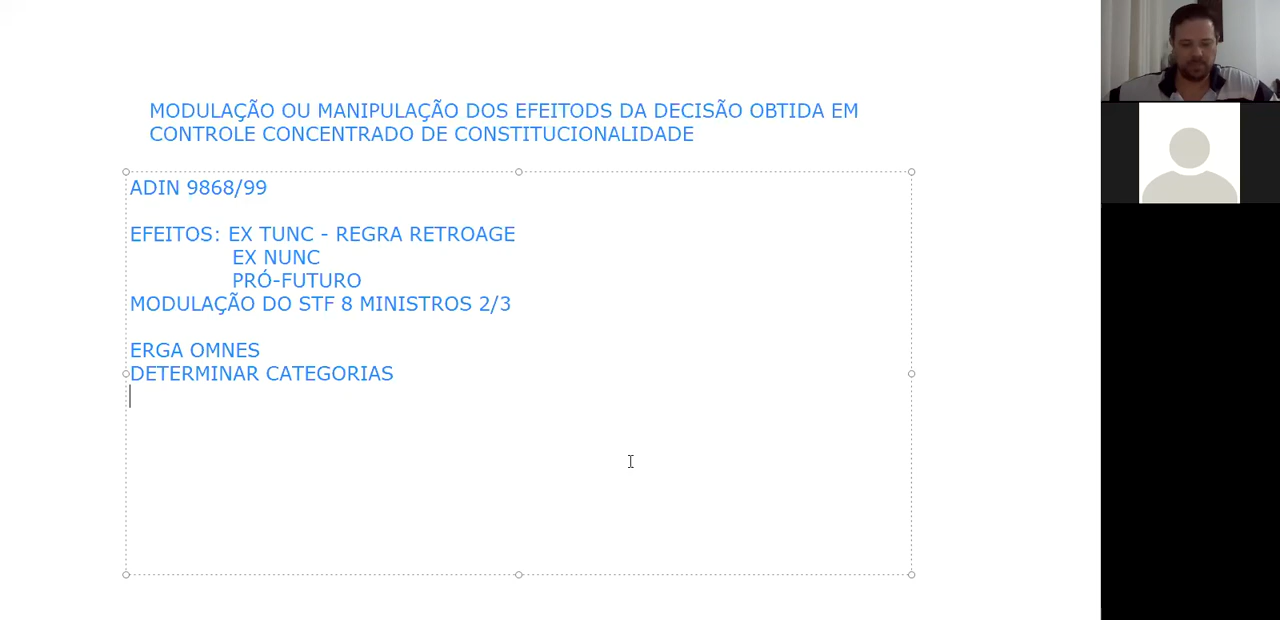 MODULAÇÃO OU MANIPULAÇÃO DOS EFEITODS DA DECISÃO OBTIDA EM
CONTROLE CONCENTRADO DE CONSTITUCIONALIDADE
ADIN 9868/99
EFEITOS: EX TUNC - REGRA RETROAGE
EX NUNC
PRÓ-FUTURO
MODULAÇÃO DO STF 8 MINISTROS 2/3
ERGA OMNES
DETERMINAR CATEGORIAS